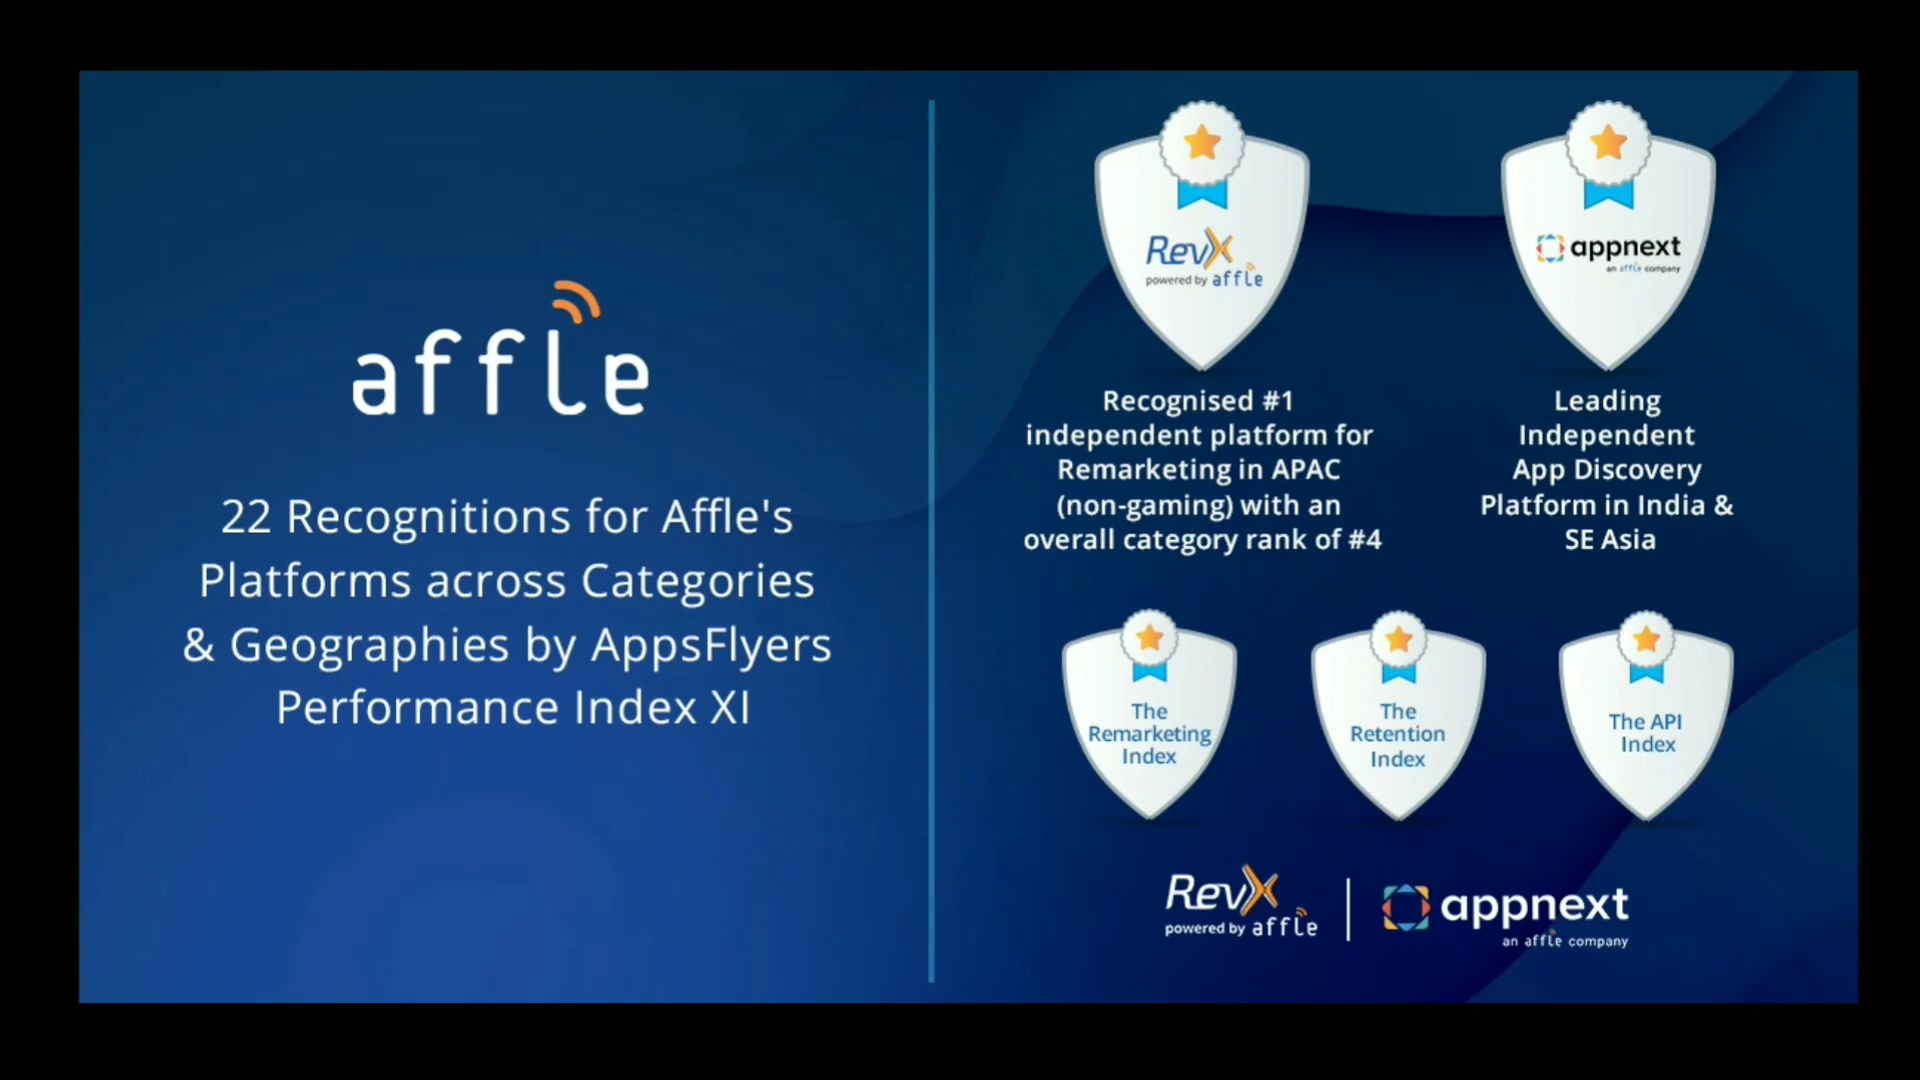 affle
22 Recognitions for Affle's
Platforms across Categories
& Geographies by AppsFlyers
Performance Index XI
RevX
powered by affle
appnext
an affle company
Recognised #1
independent platform for
Remarketing in APAC
(non-gaming) with an
overall category rank of #4
Leading
Independent
App Discovery
Platform in India &
SE Asia
The
Remarketing
Index
The
Retention
Index
The API
Index
RevX
powered by affle
appnext
an affle company